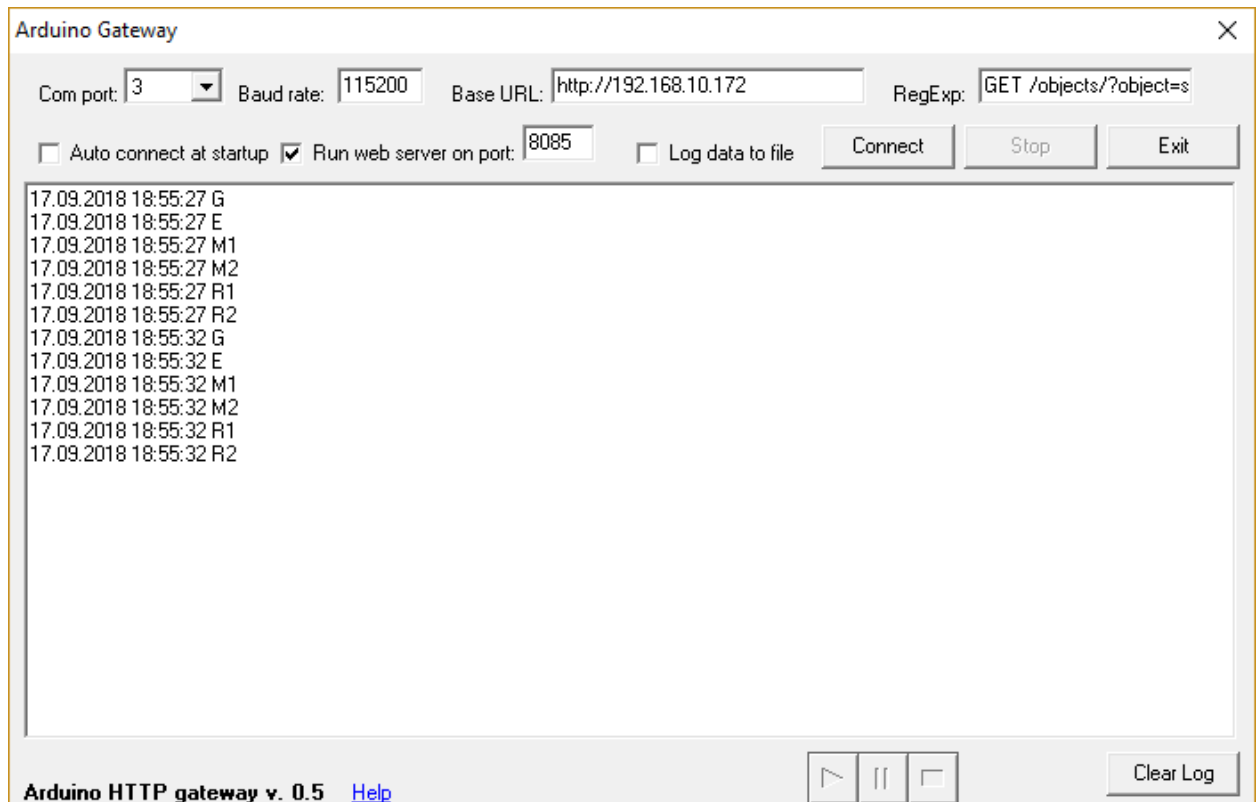 Arduino Gateway
Com port: 3 Baud rate: 115200 Base URL: http://192.168.10.172 RegExp: GET /objects/?object=s
Auto connect at startup Run web server on port: 8085 Log data to file Connect Stop Exit
17.09.2018 18:55:27 G
17.09.2018 18:55:27 E
17.09.2018 18:55:27 M1
17.09.2018 18:55:27 M2
17.09.2018 18:55:27 R1
17.09.2018 18:55:27 R2
17.09.2018 18:55:32 G
17.09.2018 18:55:32 E
17.09.2018 18:55:32 M1
17.09.2018 18:55:32 M2
17.09.2018 18:55:32 R1
17.09.2018 18:55:32 R2
Arduino HTTP gateway v. 0.5 Help Clear Log